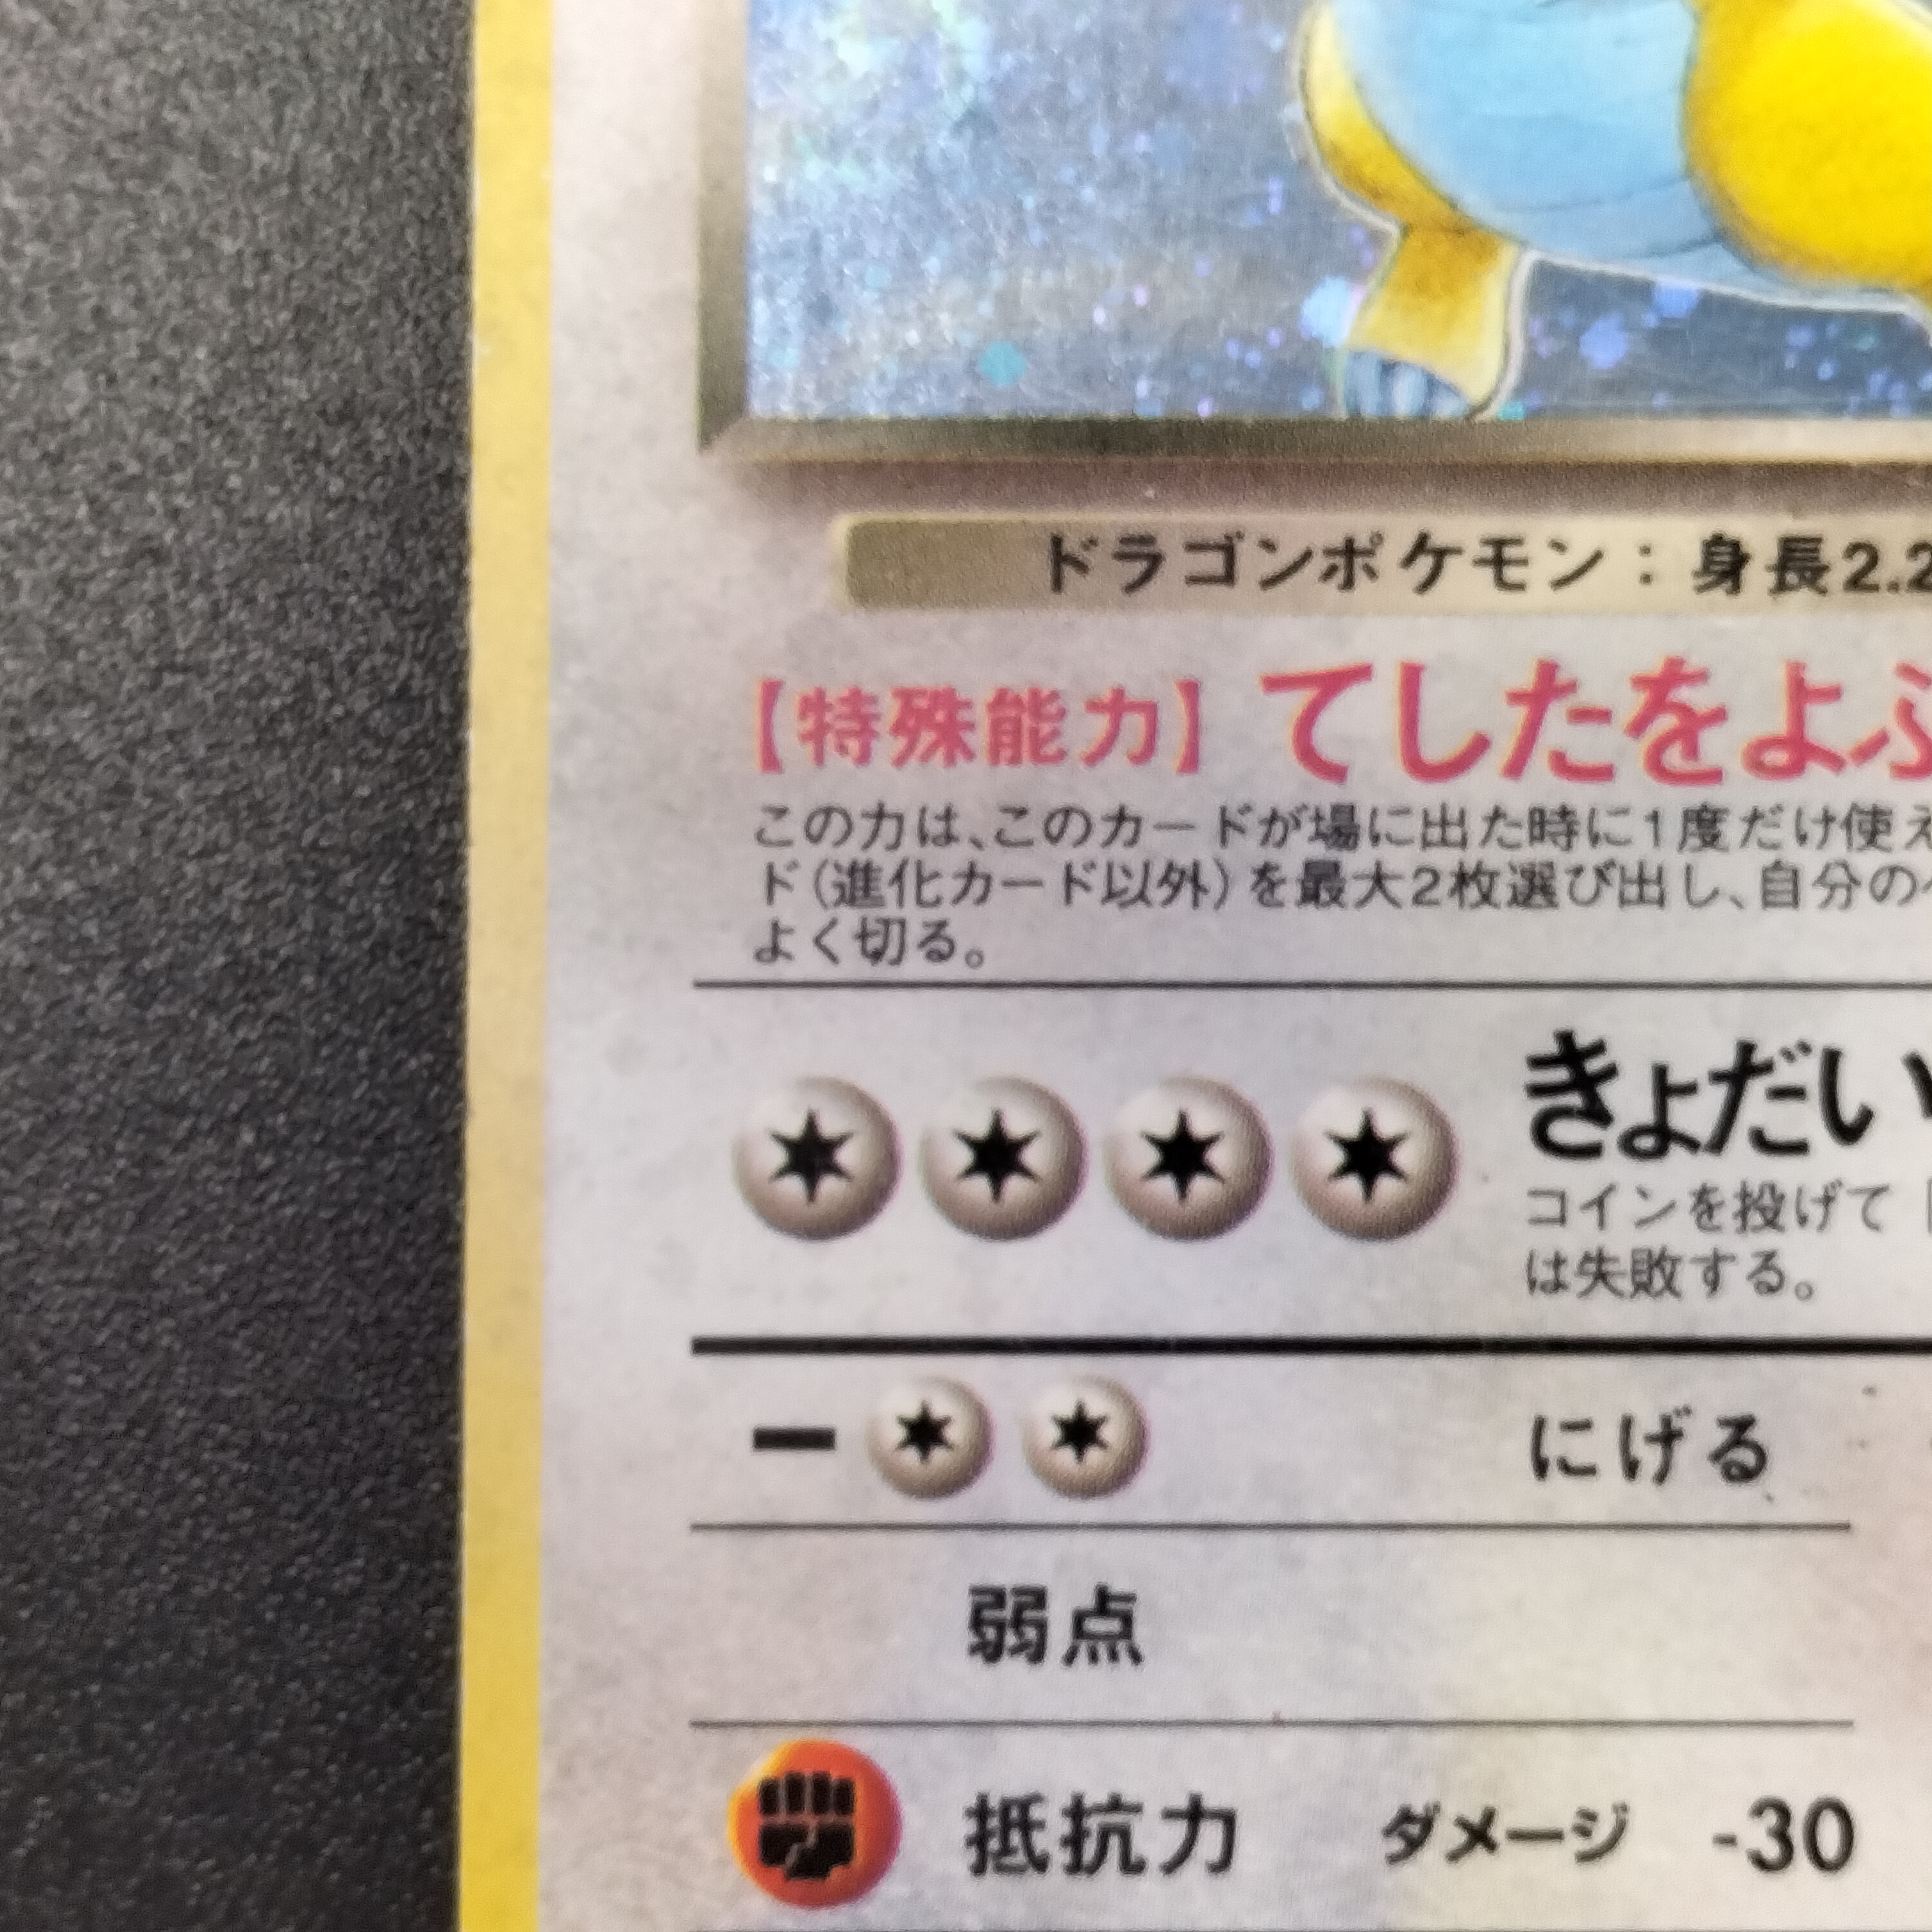 ドラゴンポケモン：身長2.2
【特殊能力】てしたをよぶ
この力は、このカードが場に出た時に1度だけ使え
ド（進化カード以外）を最大2枚選び出し、自分の
よく切る。
きょだい
コインを投げて
は失敗する。
にげる
弱点
抵抗力 ダメージ -30